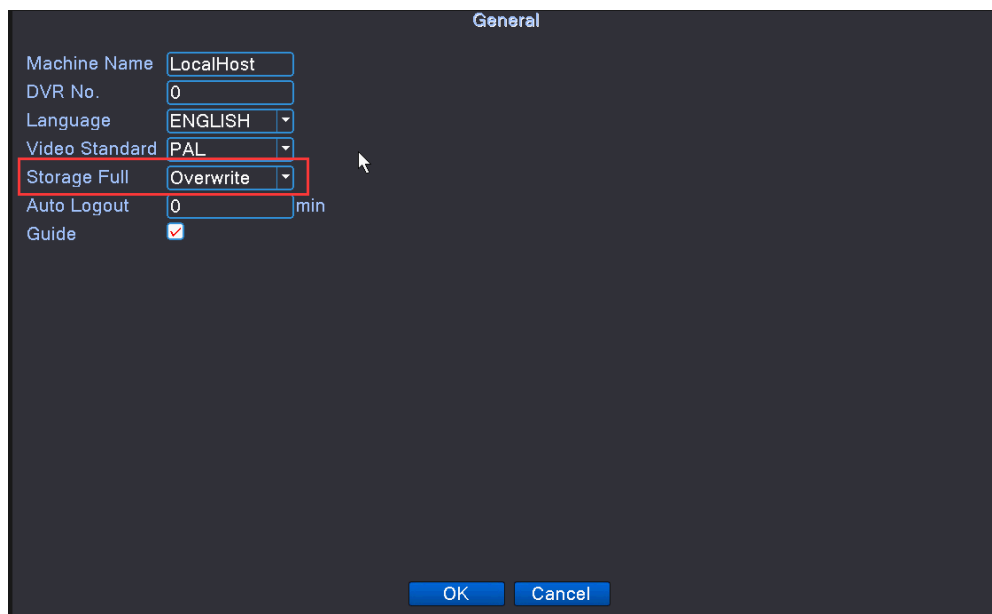 General
Machine Name LocalHost
DVR No. 0
Language ENGLISH
Video Standard PAL
Storage Full Overwrite
Auto Logout 0 min
Guide
OK Cancel